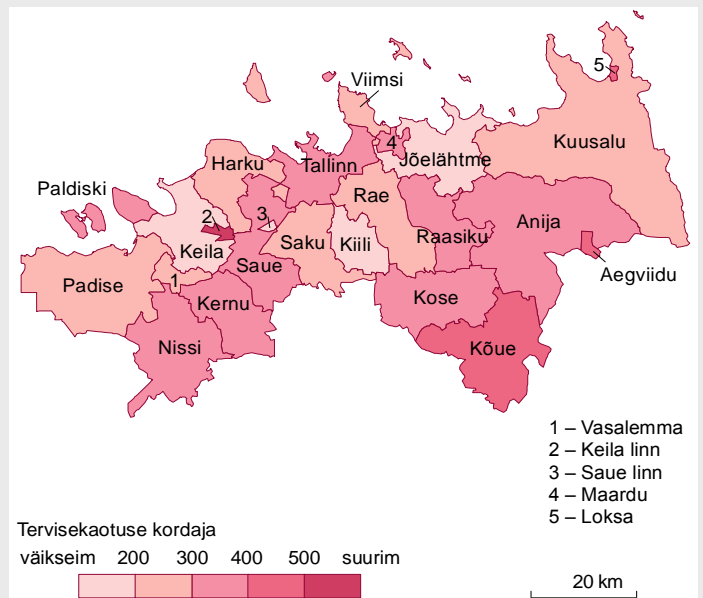 Viimsi
5
Kuusalu
4
Jõelähtme
Harku
Tallinn
Paldiski
Rae
2
3
Anija
Keila
Saku
Kiili
Raasiku
Saue
Aegviidu
Padise
1
Kernu
Kose
Nissi
Kõue
1 – Vasalemma
2 – Keila linn
3 – Saue linn
4 – Maardu
5 – Loksa
Tervisekaotuse kordaja
väikseim 200 300 400 500 suurim
20 km